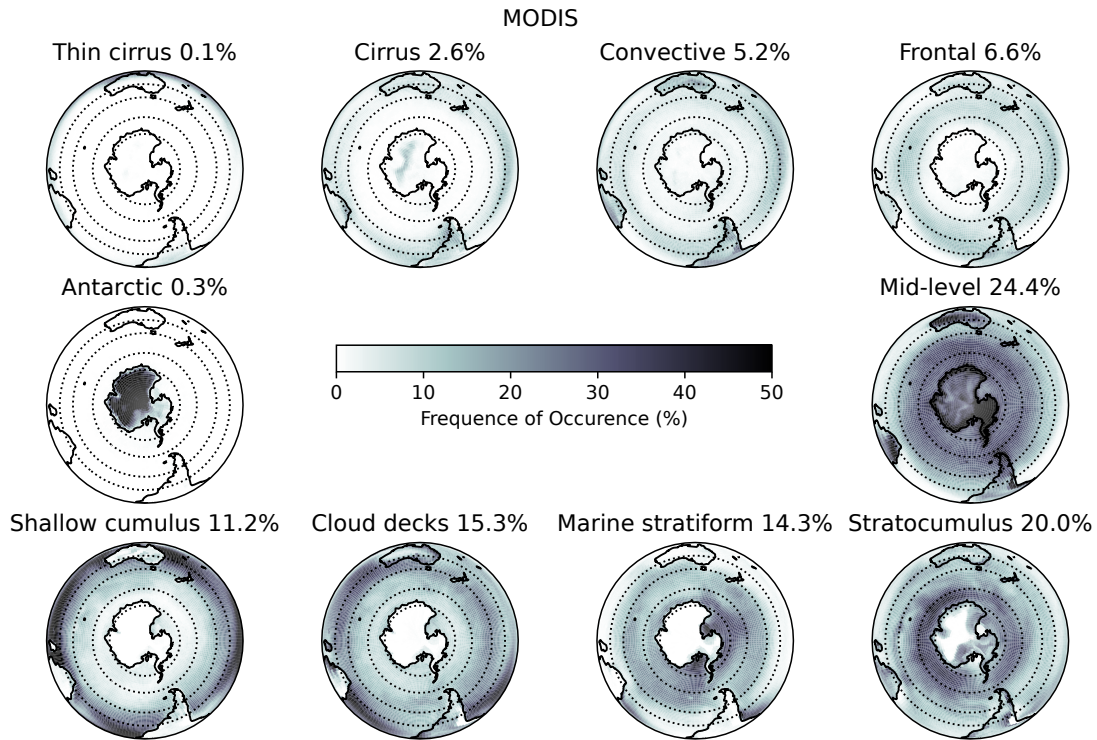 MODIS
Thin cirrus 0.1%
Cirrus 2.6%
Convective 5.2%
Frontal 6.6%
Antarctic 0.3%
Mid-level 24.4%
0 10 20 30 40 50
Frequence of Occurence (%)
Shallow cumulus 11.2%
Cloud decks 15.3%
Marine stratiform 14.3%
Stratocumulus 20.0%